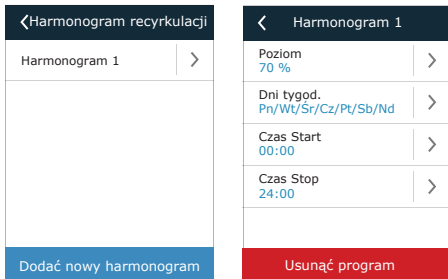 Harmonogram recyrkulacji
Harmonogram 1
Dodać nowy harmonogram
Harmonogram 1
Poziom
70 %
Dni tygod.
Pn/Wt/Śr/Cz/Pt/Sb/Nd
Czas Start
00:00
Czas Stop
24:00
Usunąć program